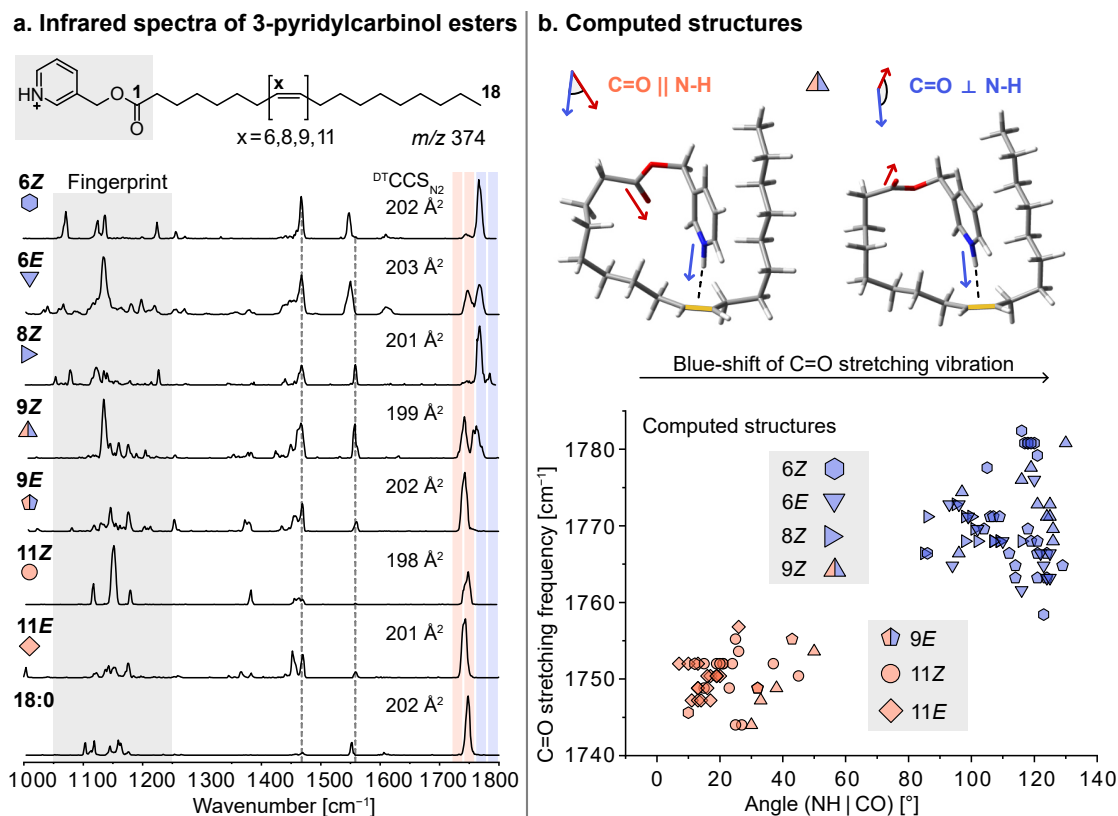 a. Infrared spectra of 3-pyridylcarbinol esters
HN
+
O
1
O
x
18
x=6,8,9,11
m/z 374
Fingerprint
DTCCSN2
6Z
202 Å²
6E
203 Å²
8Z
201 Å²
9Z
199 Å²
9E
202 Å²
11Z
198 Å²
11E
201 Å²
18:0
202 Å²
1000 1200 1300 1400 1500 1600 1700 1800
Wavenumber [cm⁻¹]
b. Computed structures
C=O || N-H
C=O ⊥ N-H
Blue-shift of C=O stretching vibration
Computed structures
6Z
6E
8Z
9Z
9E
11Z
11E
C=O stretching frequency [cm⁻¹]
1780
1770
1760
1750
1740
0 20 40 60 80 100 120 140
Angle (NH | CO) [°]